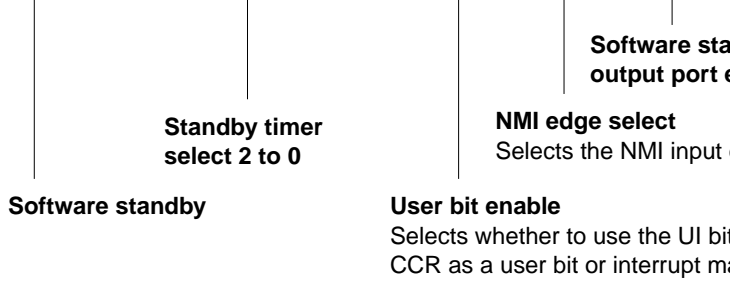 Software
output port
NMI edge select
Selects the NMI input
Standby timer
select 2 to 0
Software standby
User bit enable
Selects whether to use the UI bit
CCR as a user bit or interrupt